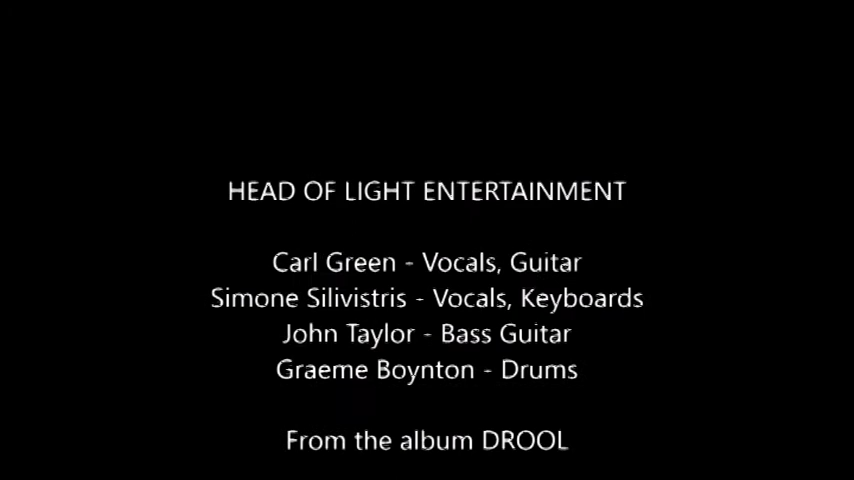 HEAD OF LIGHT ENTERTAINMENT
Carl Green - Vocals, Guitar
Simone Silivistris - Vocals, Keyboards
John Taylor - Bass Guitar
Graeme Boynton - Drums
From the album DROOL